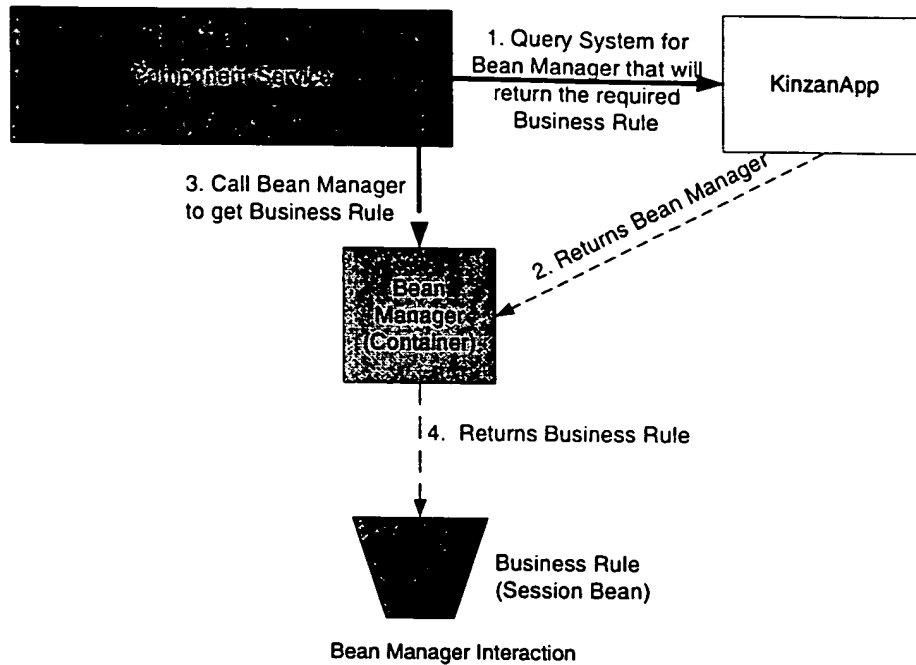 Component Service
1. Query System for
Bean Manager that will
return the required
Business Rule
KinzanApp
3. Call Bean Manager
to get Business Rule
2. Returns Bean Manager
Bean
Manager
(Container)
4. Returns Business Rule
Business Rule
(Session Bean)
Bean Manager Interaction